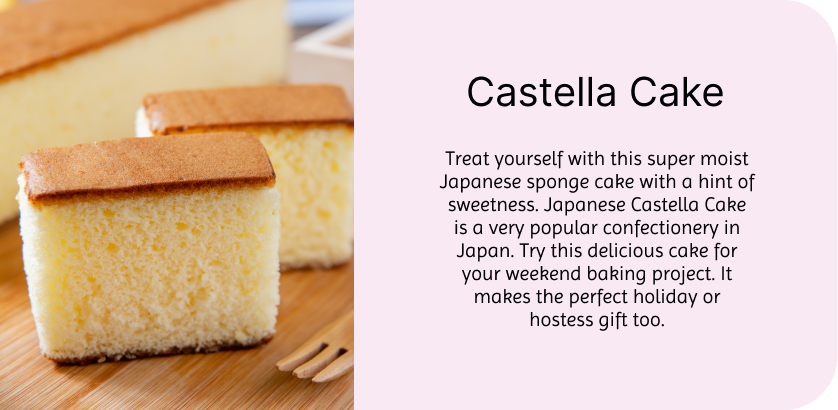 Castella Cake
Treat yourself with this super moist
Japanese sponge cake with a hint of
sweetness. Japanese Castella Cake
is a very popular confectionery in
Japan. Try this delicious cake for
your weekend baking project. It
makes the perfect holiday or
hostess gift too.